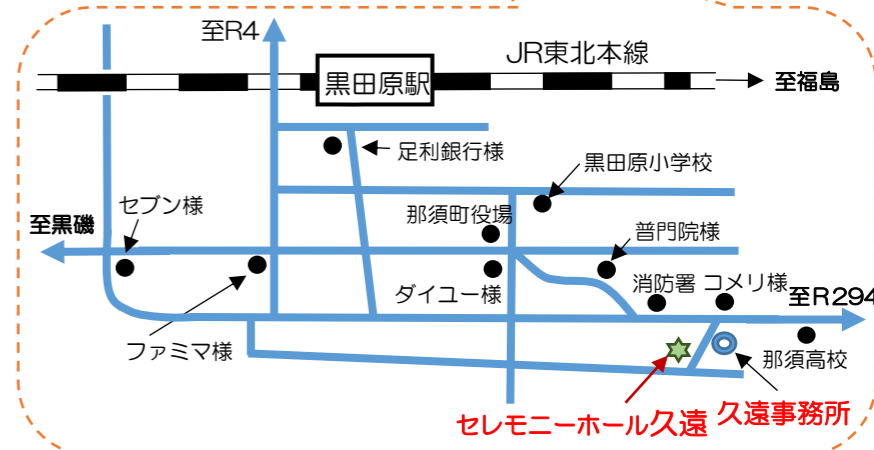 至R4
JR東北本線
黒田原駅
至福島
足利銀行様
黒田原小学校
セブン様
那須町役場
至黒磯
普門院様
消防署
コメリ様
ダイユー様
至R294
ファミマ様
那須高校
セレモニーホール久遠
久遠事務所